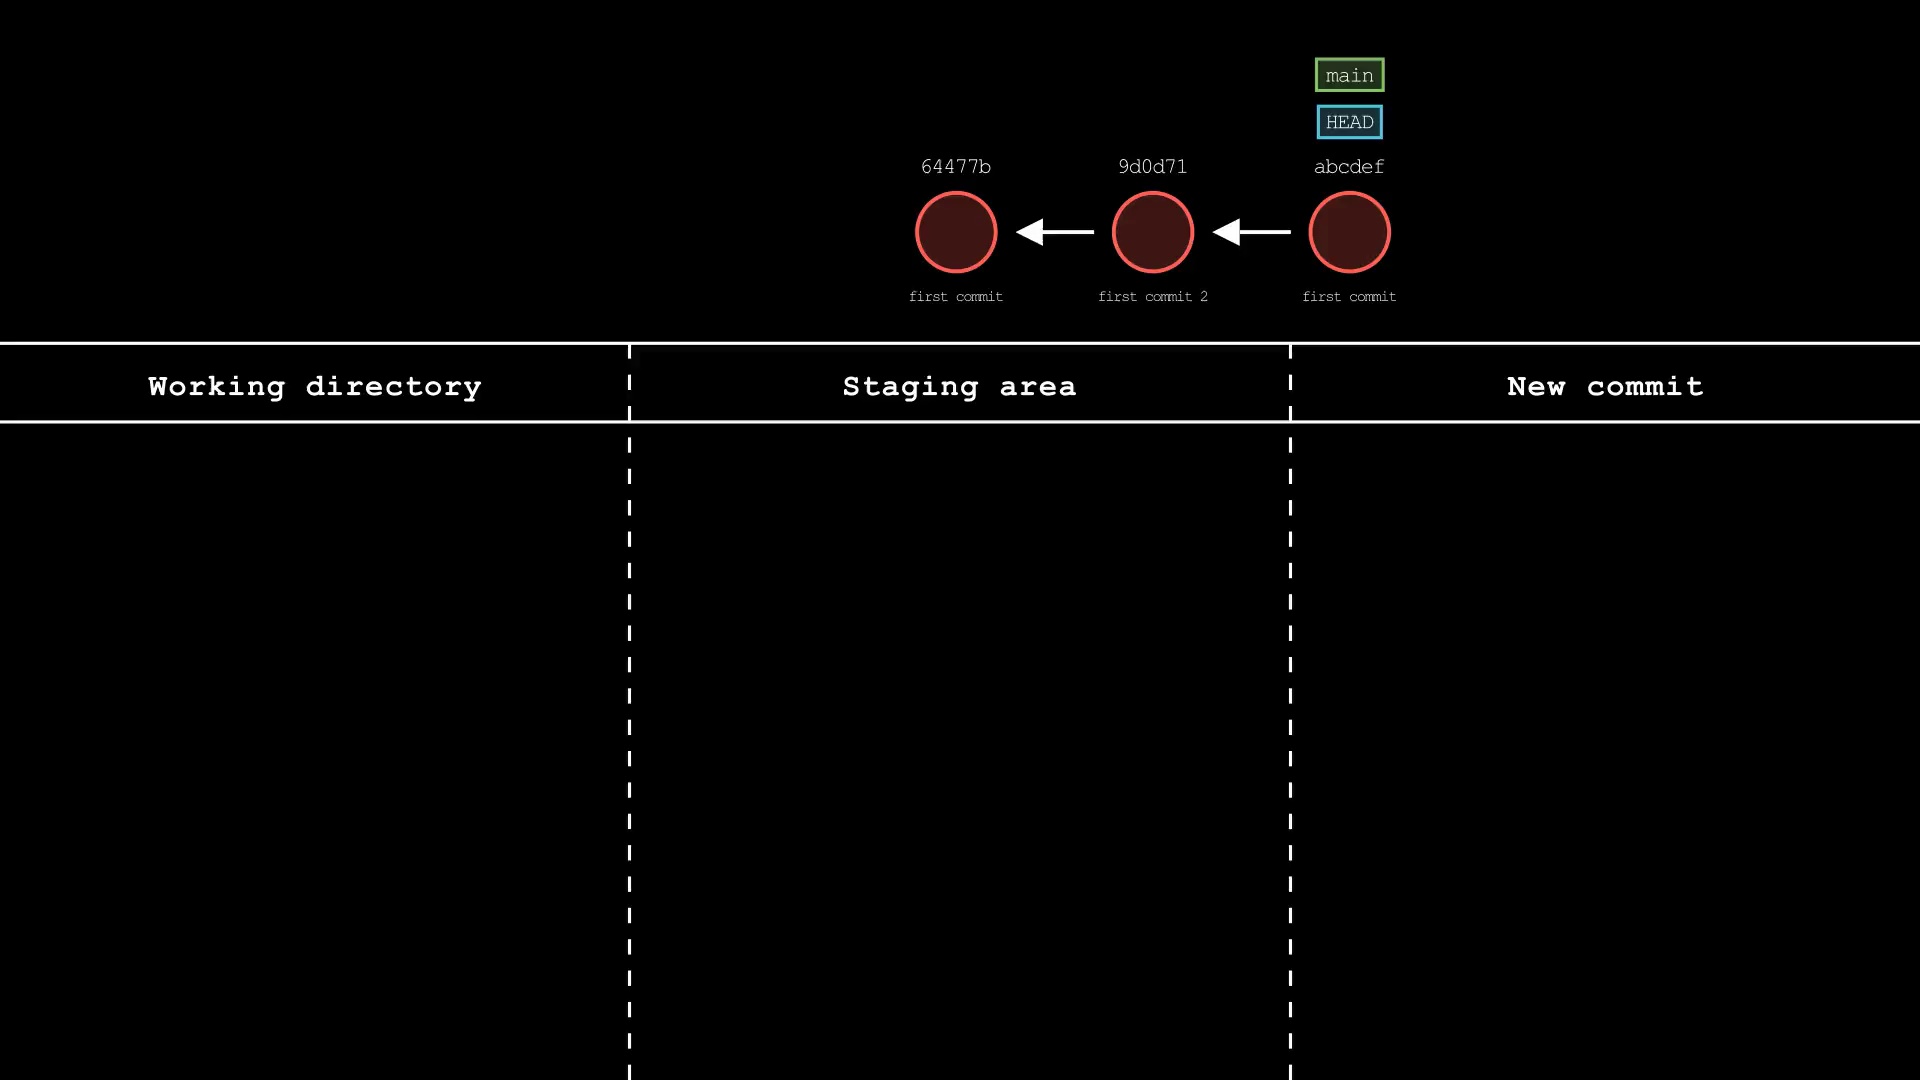 main
HEAD
64477b 9d0d71 abcdef
first commit first commit 2 first commit
Working directory Staging area New commit